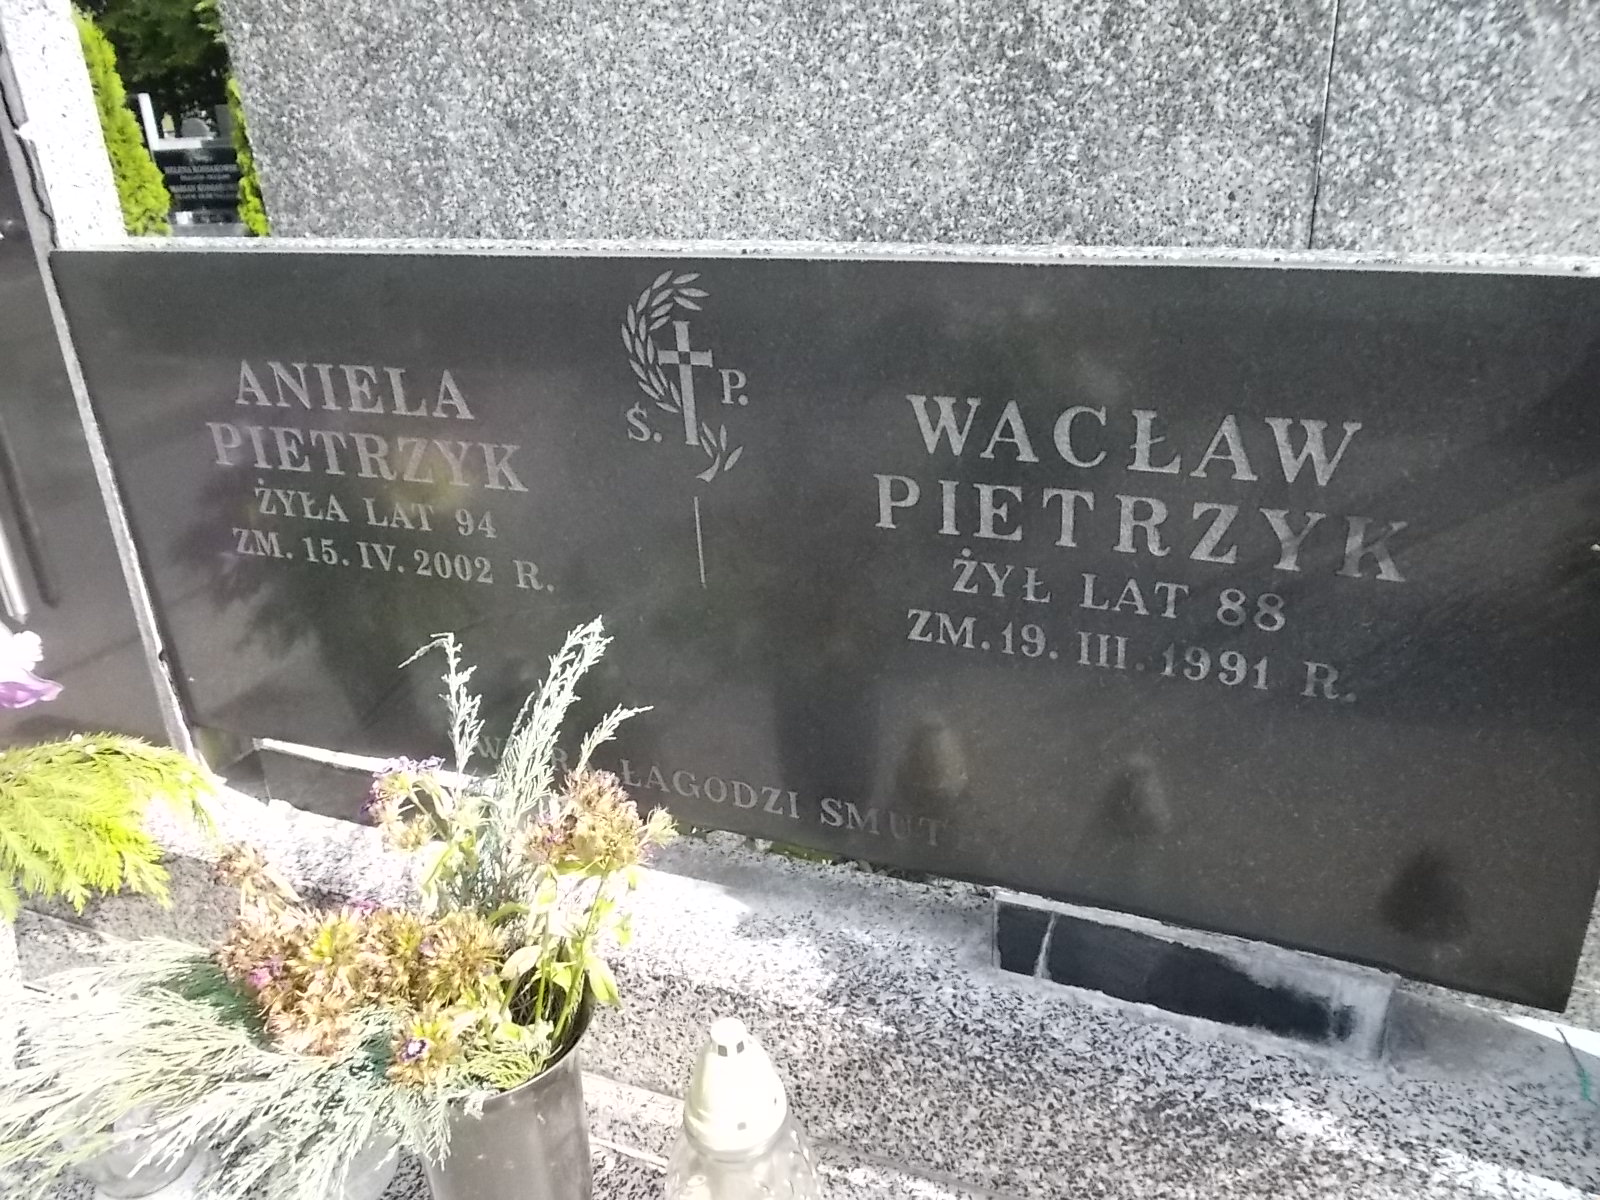 ANIELA
PIETRZYK
ŻYŁA LAT 94
ZM. 15. IV. 2002 R.
Ś. P.
WACŁAW
PIETRZYK
ŻYŁ LAT 88
ZM. 19. III. 1991 R.
ŁAGODZI SMUT